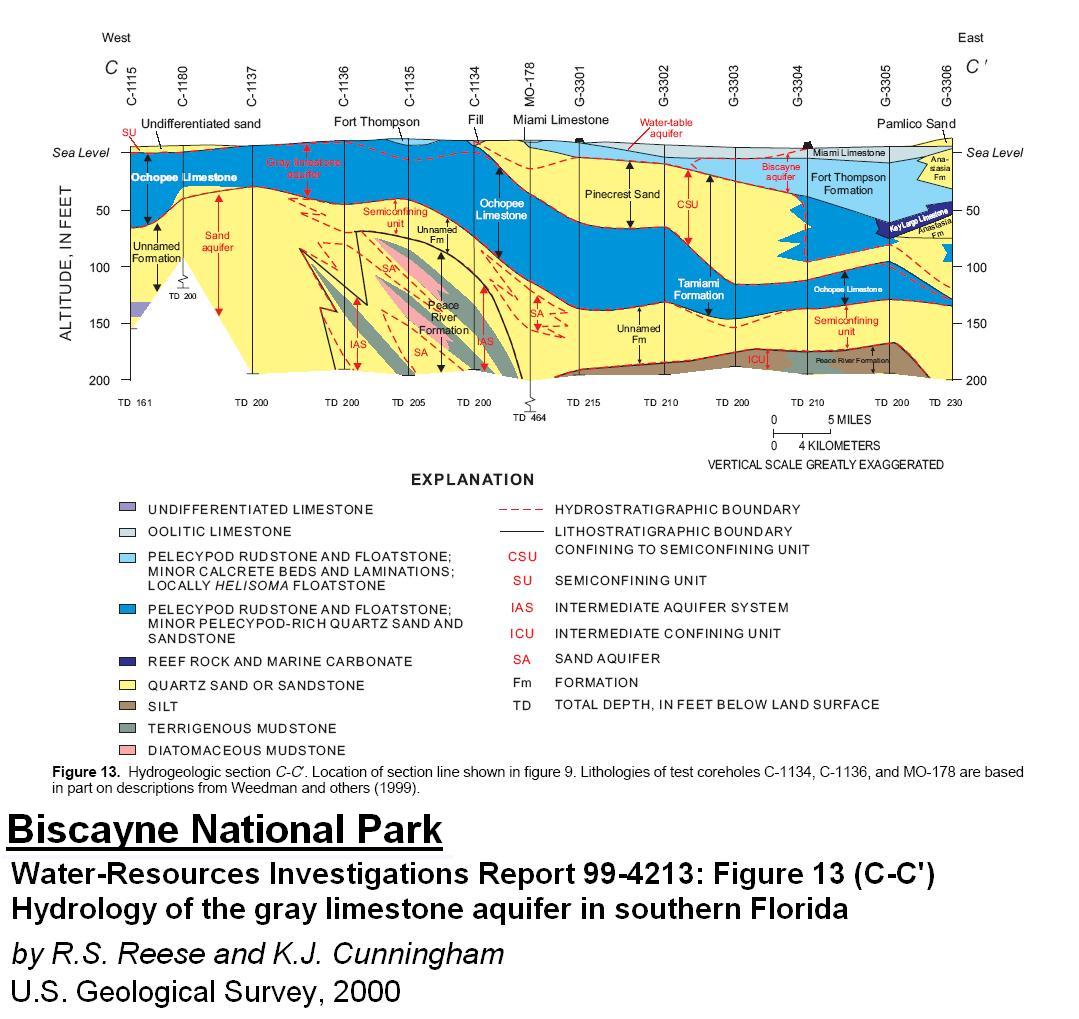 West
East
C
C-1115
C-1180
C-1137
C-1136
C-1135
C-1134
MO-178
G-3301
G-3302
G-3303
G-3304
G-3305
G-3306
C'
SU
Undifferentiated sand
Fort Thompson
Fill
Miami Limestone
Water-table
aquifer
Pamlico Sand
Sea Level
Sea Level
ALTITUDE, IN FEET
50
100
150
200
50
100
150
200
Ochopee Limestone
Gray limestone
aquifer
Unnamed
Formation
Sand
aquifer
TD 200
Semiconfining
unit
Unnamed
Fm
Ochopee
Limestone
SA
Peace
River
Formation
IAS
SA
IAS
SA
Pinecrest Sand
CSU
Biscayne
aquifer
Miami Limestone
Fort Thompson
Formation
Ana-
stasia
Fm
Key Largo Limestone
Anastasia
Fm
Tamiami
Formation
Ochopee Limestone
Unnamed
Fm
Semiconfining
unit
ICU
Peace River Formation
TD 161
TD 200
TD 200
TD 205
TD 200
TD 464
TD 215
TD 210
TD 200
TD 210
TD 200
TD 230
0 5 MILES
0 4 KILOMETERS
VERTICAL SCALE GREATLY EXAGGERATED
EXPLANATION
UNDIFFERENTIATED LIMESTONE
OOLITIC LIMESTONE
PELECYPOD RUDSTONE AND FLOATSTONE;
MINOR CALCRETE BEDS AND LAMINATIONS;
LOCALLY HELISOMA FLOATSTONE
PELECYPOD RUDSTONE AND FLOATSTONE;
MINOR PELECYPOD-RICH QUARTZ SAND AND
SANDSTONE
REEF ROCK AND MARINE CARBONATE
QUARTZ SAND OR SANDSTONE
SILT
TERRIGENOUS MUDSTONE
DIATOMACEOUS MUDSTONE
HYDROSTRATIGRAPHIC BOUNDARY
LITHOSTRATIGRAPHIC BOUNDARY
CSU CONFINING TO SEMICONFINING UNIT
SU SEMICONFINING UNIT
IAS INTERMEDIATE AQUIFER SYSTEM
ICU INTERMEDIATE CONFINING UNIT
SA SAND AQUIFER
Fm FORMATION
TD TOTAL DEPTH, IN FEET BELOW LAND SURFACE
Figure 13. Hydrogeologic section C-C'. Location of section line shown in figure 9. Lithologies of test coreholes C-1134, C-1136, and MO-178 are based
in part on descriptions from Weedman and others (1999).
Biscayne National Park
Water-Resources Investigations Report 99-4213: Figure 13 (C-C')
Hydrology of the gray limestone aquifer in southern Florida
by R.S. Reese and K.J. Cunningham
U.S. Geological Survey, 2000